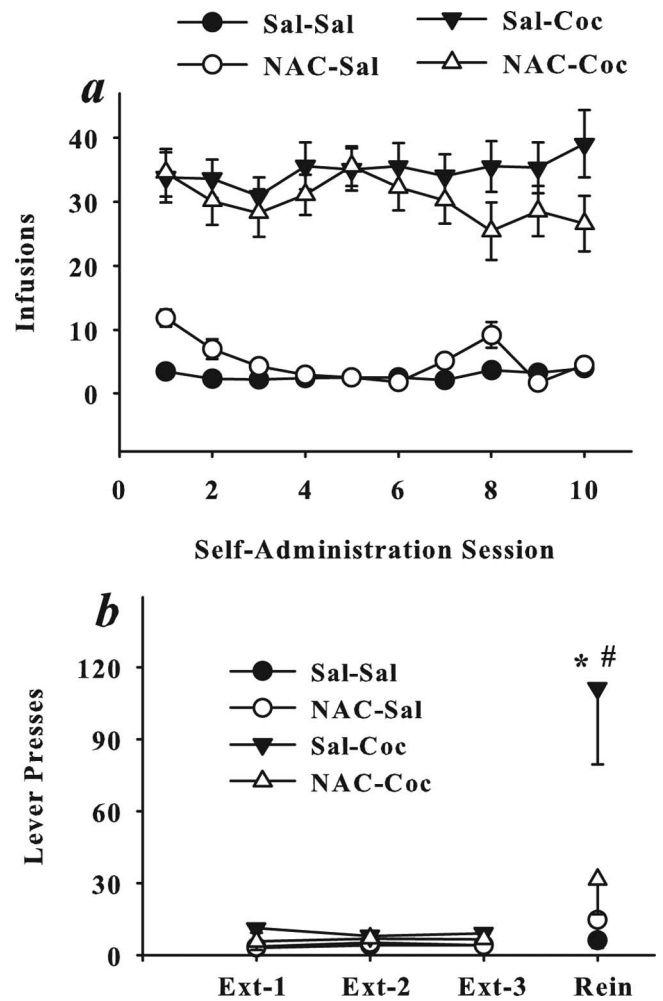 Sal-Sal Sal-Coc
NAC-Sal NAC-Coc
a
40
30
20
10
0
Infusions
0 2 4 6 8 10
Self-Administration Session
b
120
90
60
30
0
Lever Presses
* #
Sal-Sal
NAC-Sal
Sal-Coc
NAC-Coc
Ext-1 Ext-2 Ext-3 Rein